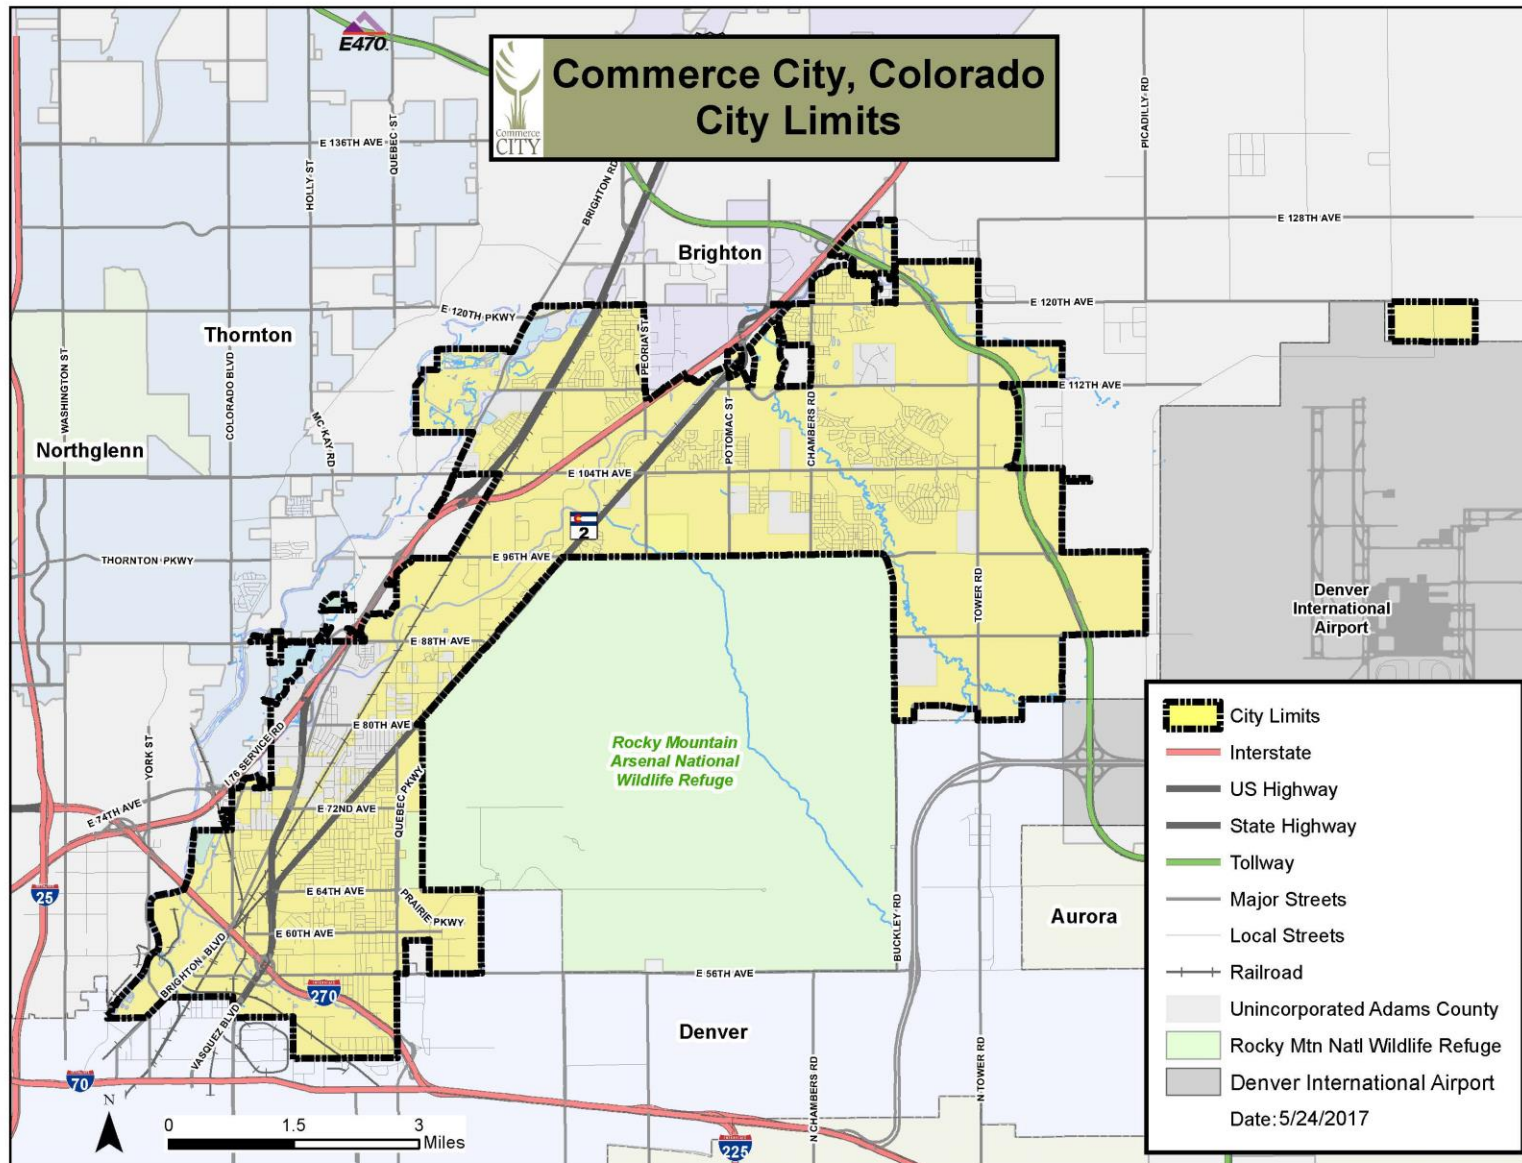 E470
Commerce
CITY
Commerce City, Colorado
City Limits
PICADILLY RD
E 136TH AVE
QUEBEC ST
HOLLY ST
BRIGHTON RD
E 128TH AVE
Brighton
E 120TH PKWY
E 120TH AVE
Thornton
PEORIA ST
WASHINGTON ST
COLORADO BLVD
E 112TH AVE
MC KAY RD
POTOMAC ST
CHAMBERS RD
Northglenn
E 104TH AVE
2
THORNTON PKWY
E 96TH AVE
TOWER RD
Denver
International
Airport
E 88TH AVE
E 80TH AVE
I 76 SERVICE RD
YORK ST
Rocky Mountain
Arsenal National
Wildlife Refuge
QUEBEC PKWY
E 74TH AVE
E 72ND AVE
25
E 64TH AVE
PRAIRIE PKWY
BUCKLEY RD
Aurora
E 60TH AVE
BRIGHTON BLVD
E 56TH AVE
270
VASQUEZ BLVD
Denver
N CHAMBERS RD
N TOWER RD
70
225
N
0 1.5 3
Miles
City Limits
Interstate
US Highway
State Highway
Tollway
Major Streets
Local Streets
Railroad
Unincorporated Adams County
Rocky Mtn Natl Wildlife Refuge
Denver International Airport
Date: 5/24/2017